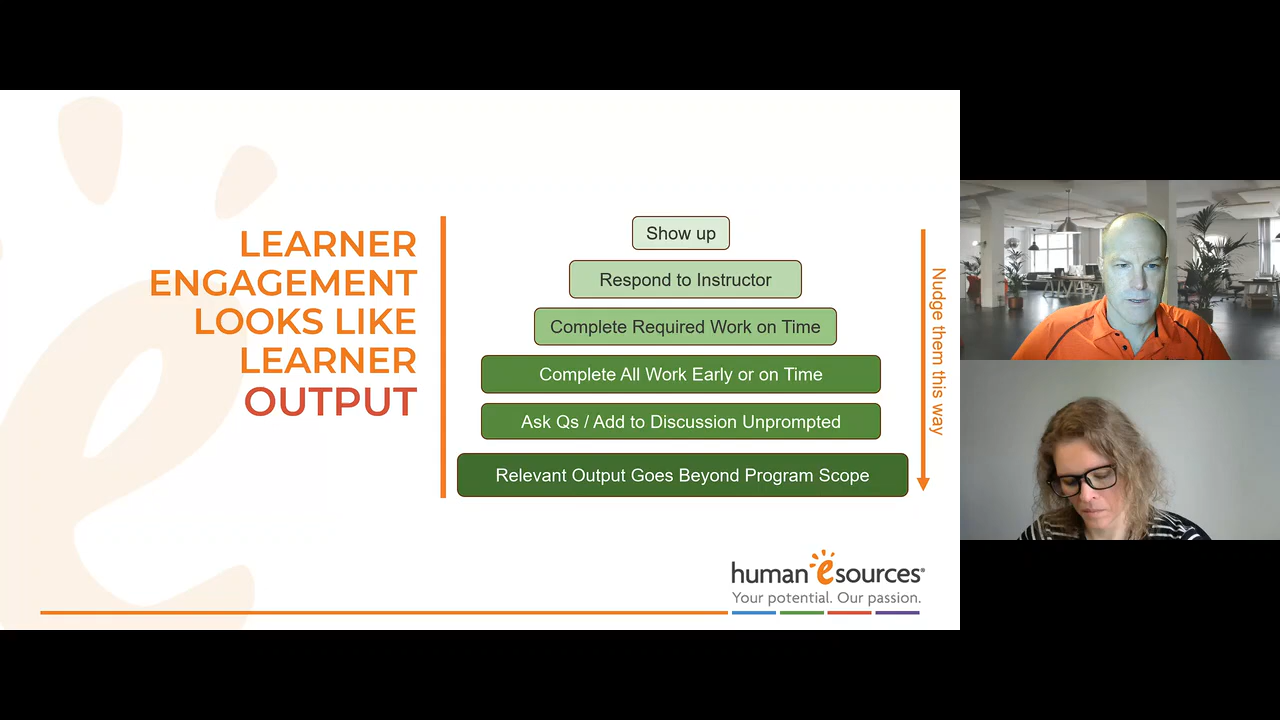 LEARNER
ENGAGEMENT
LOOKS LIKE
LEARNER
OUTPUT
Show up
Respond to Instructor
Complete Required Work on Time
Complete All Work Early or on Time
Ask Qs / Add to Discussion Unprompted
Relevant Output Goes Beyond Program Scope
Nudge them this way
human esources®
Your potential. Our passion.